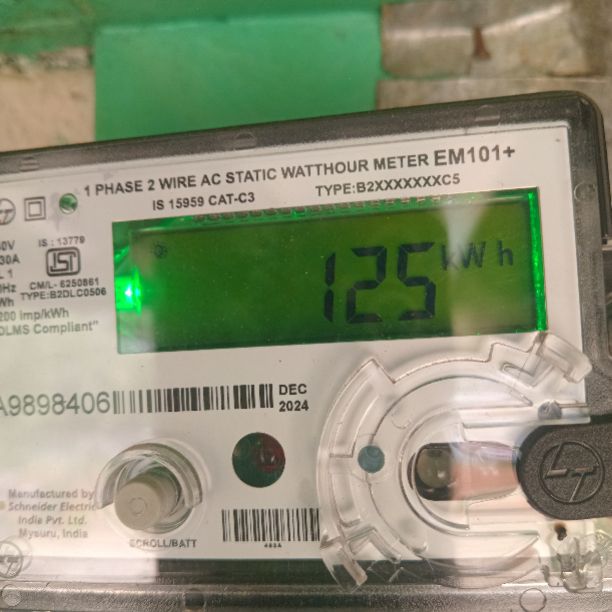 1 PHASE 2 WIRE AC STATIC WATTHOUR METER EM101+
IS 15959 CAT-C3 TYPE:B2XXXXXXXC5
IS : 13779
CM/L- 6250861
TYPE:B2DLC0506
200 imp/kWh
DLMS Compliant"
125 kWh
A9898406
DEC
2024
Manufactured by
Schneider Electric
India Pvt. Ltd.
Mysuru, India
SCROLL/BATT
LT